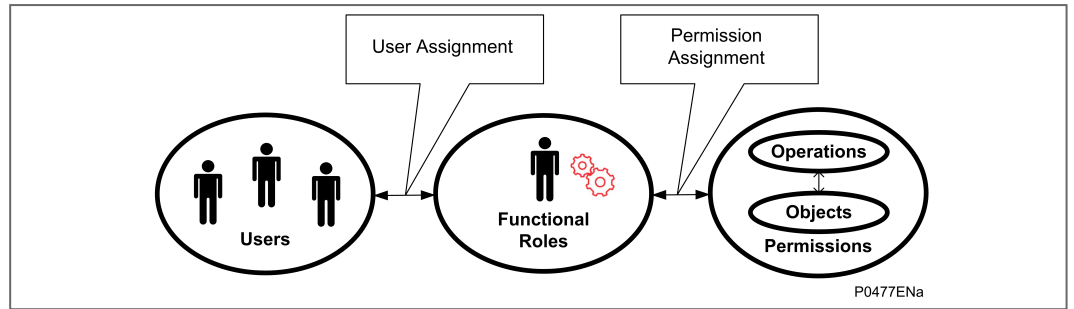 User Assignment
Permission
Assignment
Users
Functional
Roles
Operations
Objects
Permissions
P0477ENa